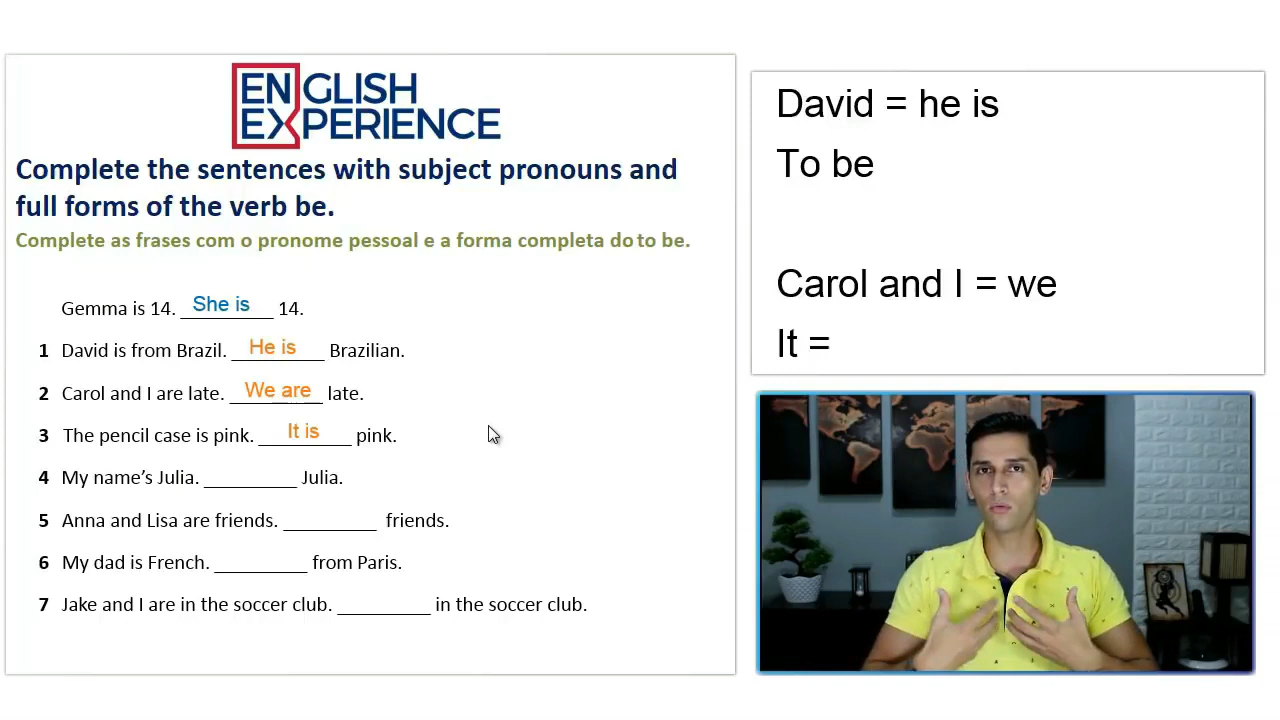 ENGLISH
EXPERIENCE
Complete the sentences with subject pronouns and
full forms of the verb be.
Complete as frases com o pronome pessoal e a forma completa do to be.
Gemma is 14. She is 14.
1 David is from Brazil. He is Brazilian.
2 Carol and I are late. We are late.
3 The pencil case is pink. It is pink.
4 My name’s Julia. _________ Julia.
5 Anna and Lisa are friends. _________ friends.
6 My dad is French. _________ from Paris.
7 Jake and I are in the soccer club. _________ in the soccer club.
David = he is
To be
Carol and I = we
It =